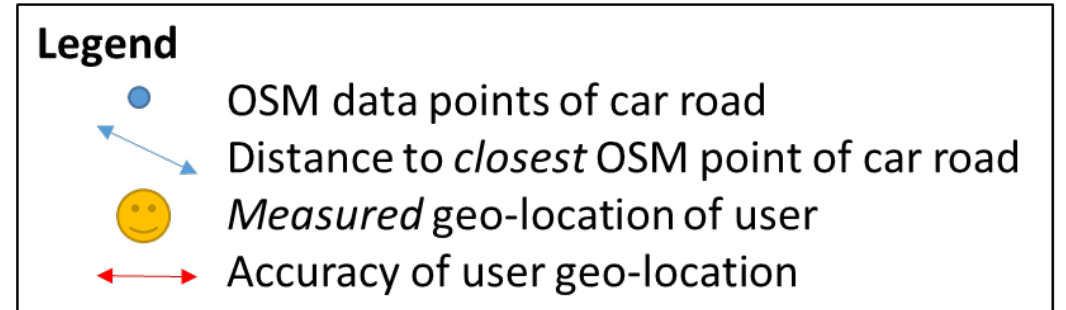 Legend
OSM data points of car road
Distance to closest OSM point of car road
Measured geo-location of user
Accuracy of user geo-location